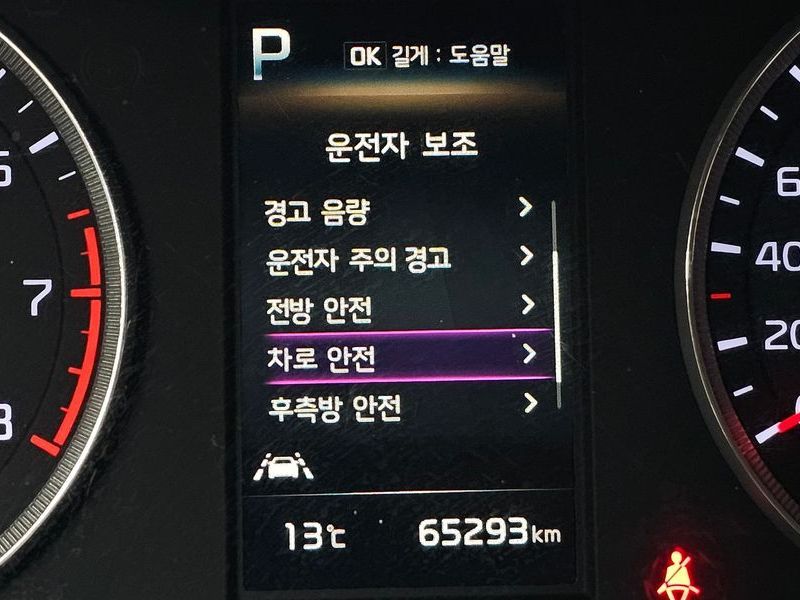 P
OK 길게 : 도움말
운전자 보조
경고 음량
운전자 주의 경고
전방 안전
차로 안전
후측방 안전
13℃
65293km
7
8
6
40
20